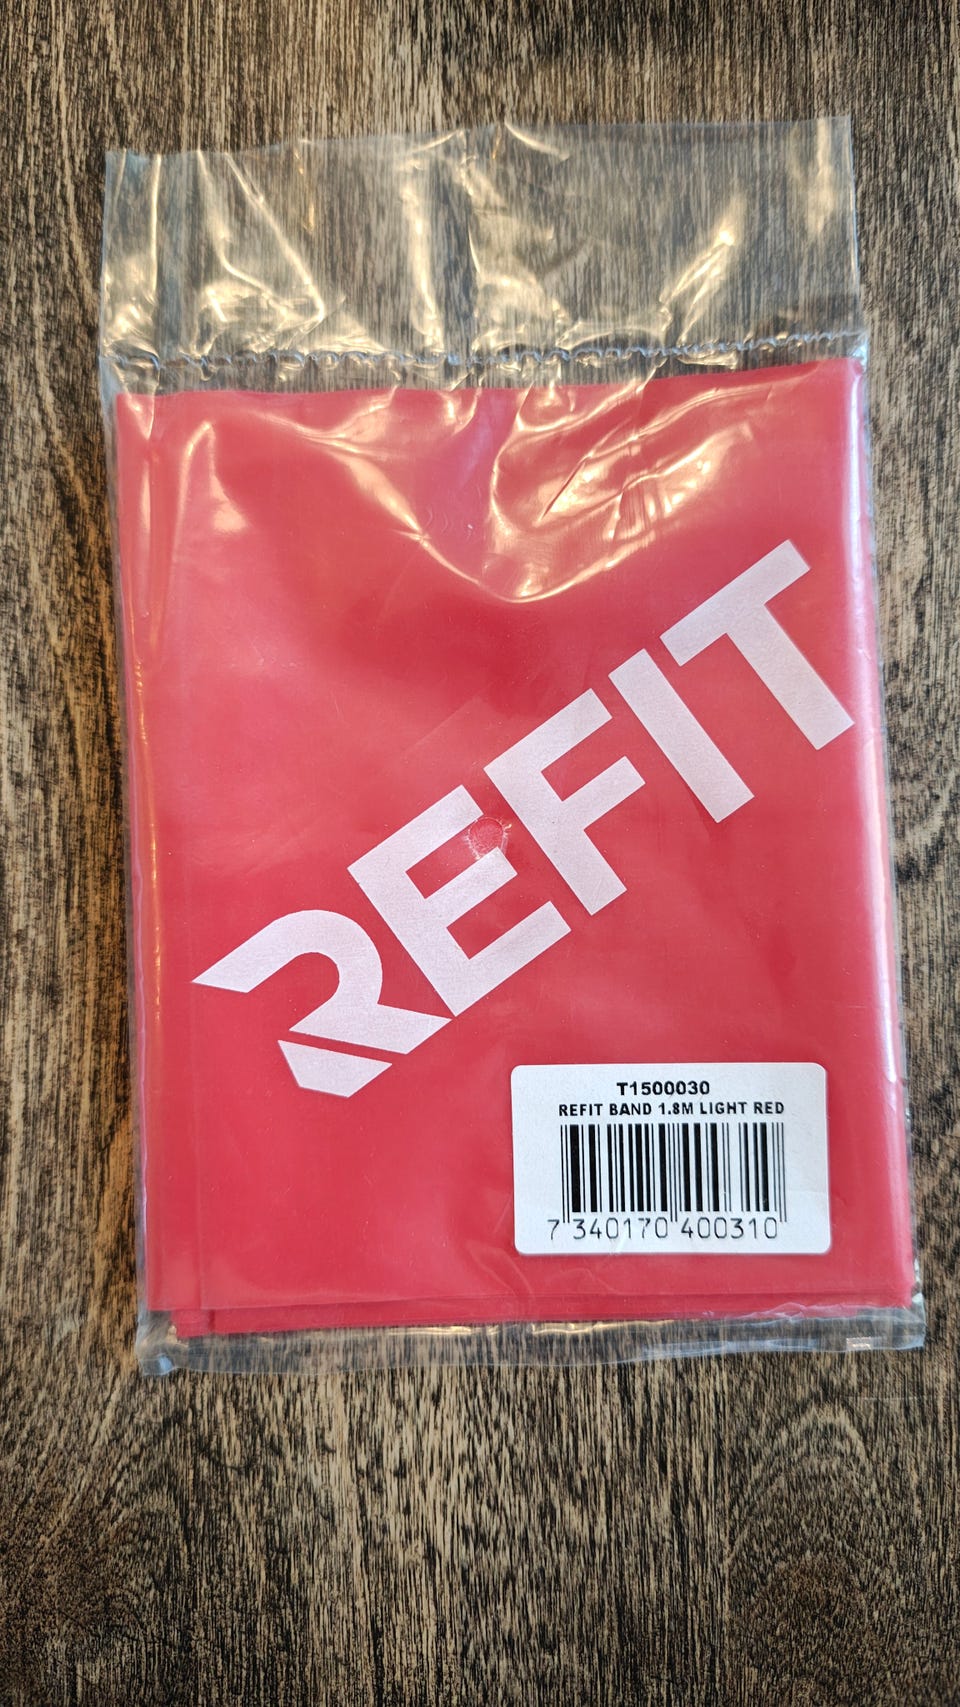 REFIT
T1500030
REFIT BAND 1.8M LIGHT RED
7 340170 400310